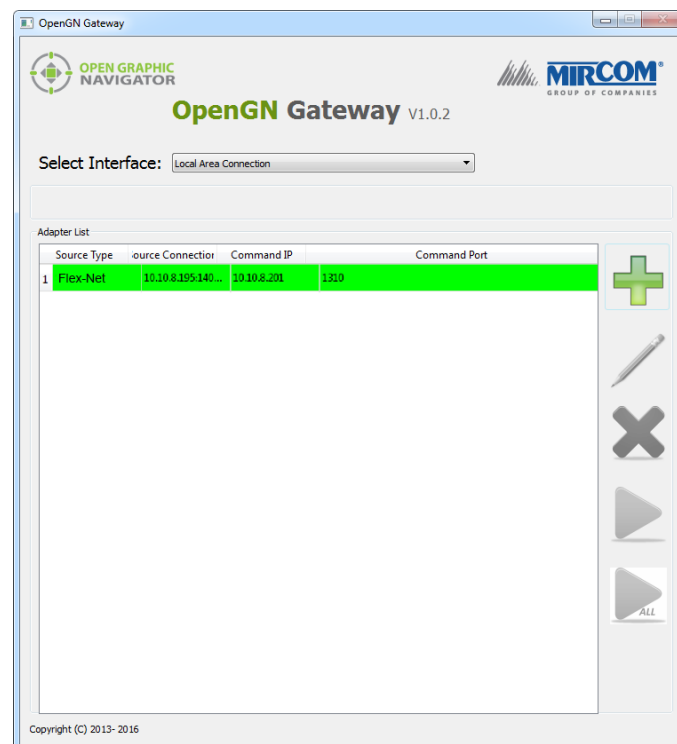 OpenGN Gateway
OPEN GRAPHIC
NAVIGATOR
MIRCOM®
GROUP OF COMPANIES
OpenGN Gateway V1.0.2
Select Interface: Local Area Connection
Adapter List
Source Type ource Connection Command IP Command Port
1 Flex-Net 10.10.8.195:140... 10.10.8.201 1310
ALL
Copyright (C) 2013- 2016